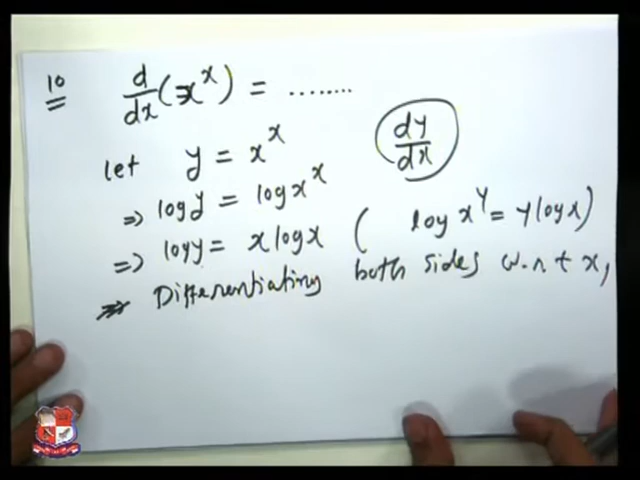 10 d/dx (x^x) = ........
let y = x^x dy/dx
⇒ log y = log x^x
⇒ log y = x log x ( log x^y = y log x )
Differentiating both sides w.r.t x,